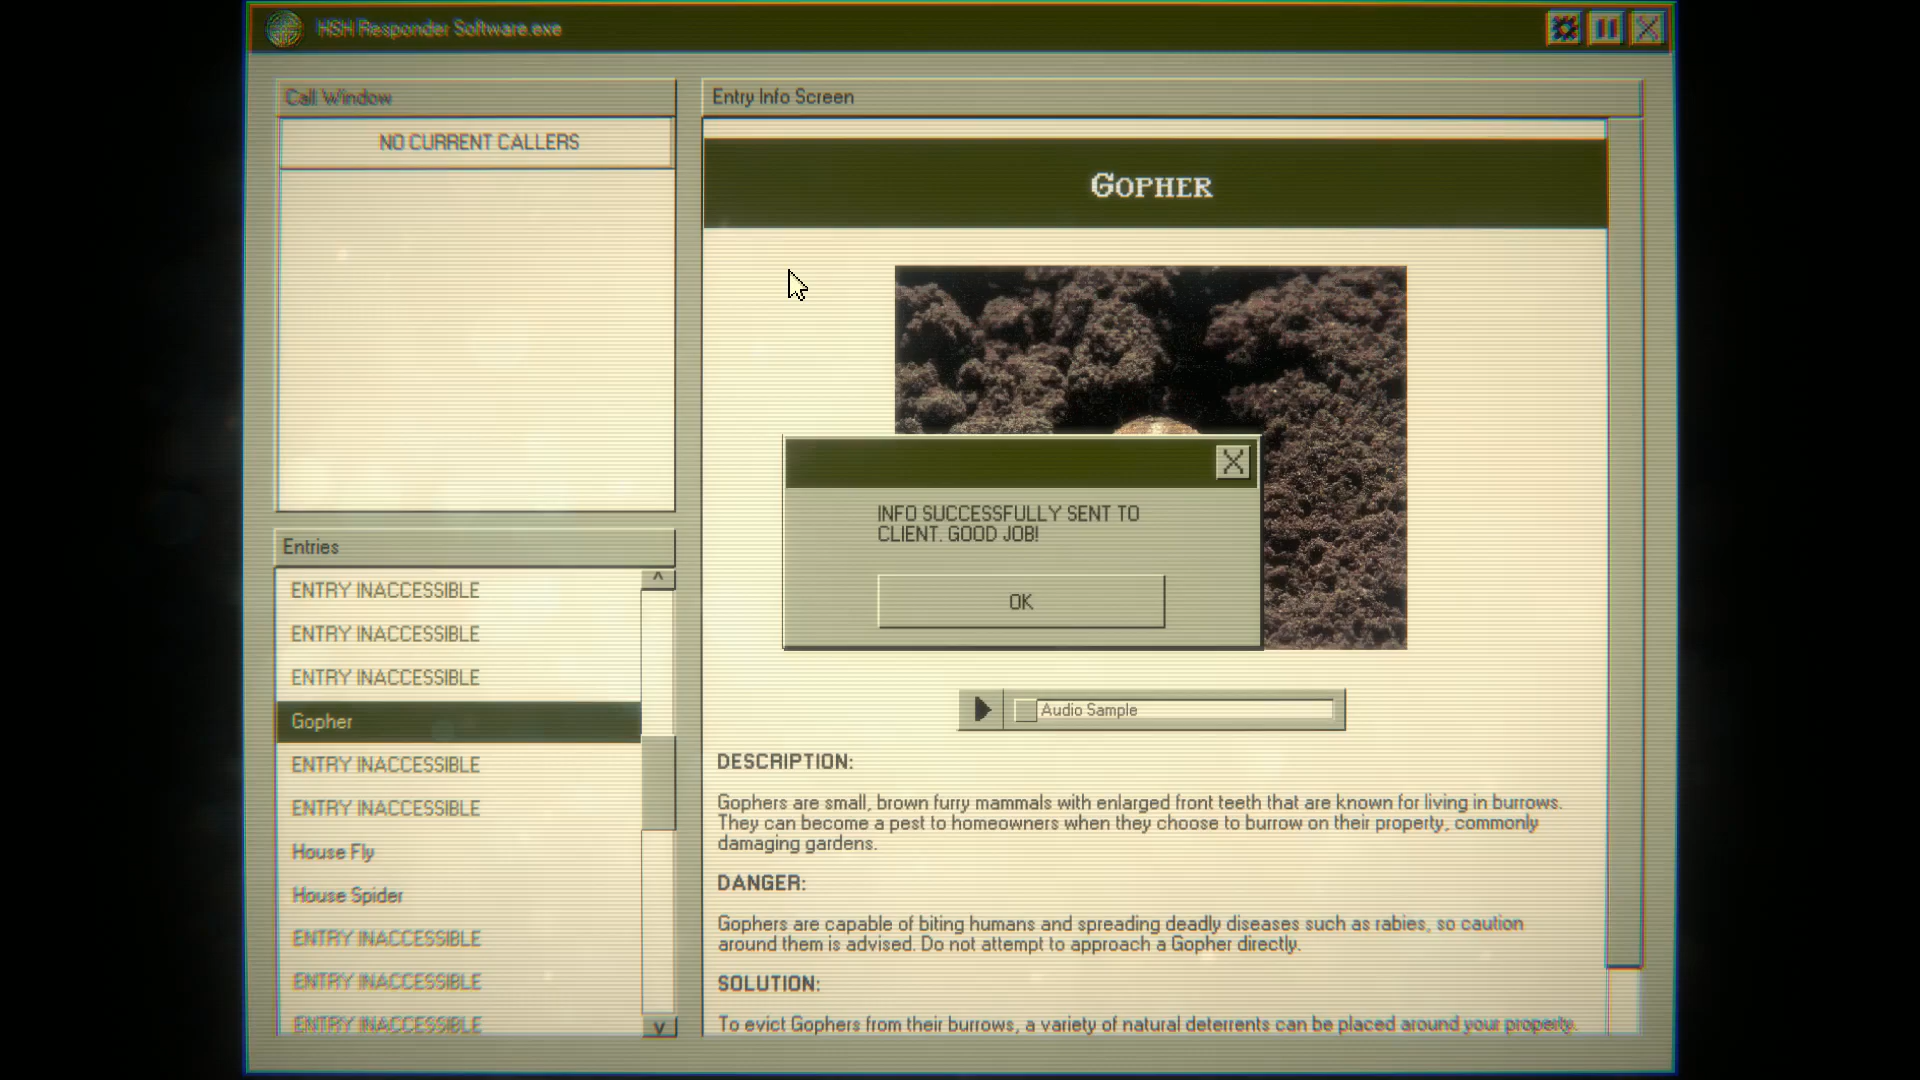 HSH Responder Software.exe
Call Window
NO CURRENT CALLERS
Entries
ENTRY INACCESSIBLE
ENTRY INACCESSIBLE
ENTRY INACCESSIBLE
Gopher
ENTRY INACCESSIBLE
ENTRY INACCESSIBLE
House Fly
House Spider
ENTRY INACCESSIBLE
ENTRY INACCESSIBLE
ENTRY INACCESSIBLE
Entry Info Screen
GOPHER
INFO SUCCESSFULLY SENT TO
CLIENT. GOOD JOB!
OK
Audio Sample
DESCRIPTION:
Gophers are small, brown furry mammals with enlarged front teeth that are known for living in burrows.
They can become a pest to homeowners when they choose to burrow on their property, commonly
damaging gardens.
DANGER:
Gophers are capable of biting humans and spreading deadly diseases such as rabies, so caution
around them is advised. Do not attempt to approach a Gopher directly.
SOLUTION:
To evict Gophers from their burrows, a variety of natural deterrents can be placed around your property.